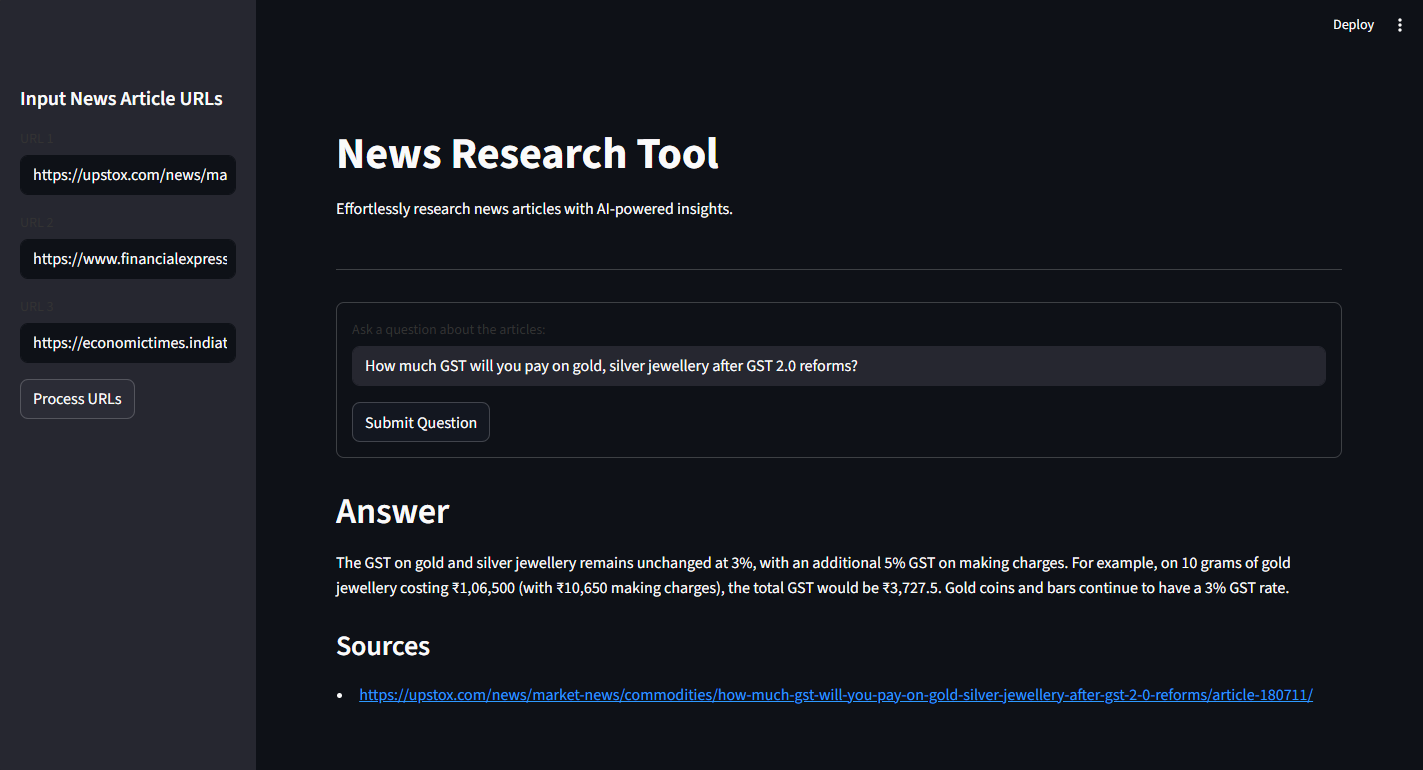 Deploy
Input News Article URLs
URL 1
https://upstox.com/news/ma
URL 2
https://www.financialexpress
URL 3
https://economictimes.indiat
Process URLs
News Research Tool
Effortlessly research news articles with AI-powered insights.
Ask a question about the articles:
How much GST will you pay on gold, silver jewellery after GST 2.0 reforms?
Submit Question
Answer
The GST on gold and silver jewellery remains unchanged at 3%, with an additional 5% GST on making charges. For example, on 10 grams of gold
jewellery costing ₹1,06,500 (with ₹10,650 making charges), the total GST would be ₹3,727.5. Gold coins and bars continue to have a 3% GST rate.
Sources
https://upstox.com/news/market-news/commodities/how-much-gst-will-you-pay-on-gold-silver-jewellery-after-gst-2-0-reforms/article-180711/